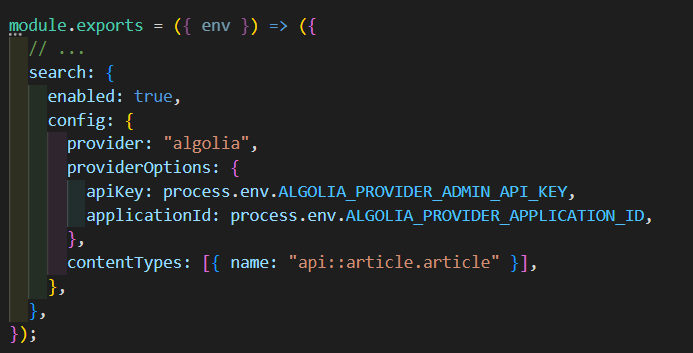 module.exports = ({ env }) => ({
  // ...
  search: {
    enabled: true,
    config: {
      provider: "algolia",
      providerOptions: {
        apiKey: process.env.ALGOLIA_PROVIDER_ADMIN_API_KEY,
        applicationId: process.env.ALGOLIA_PROVIDER_APPLICATION_ID,
      },
      contentTypes: [{ name: "api::article.article" }],
    },
  },
});